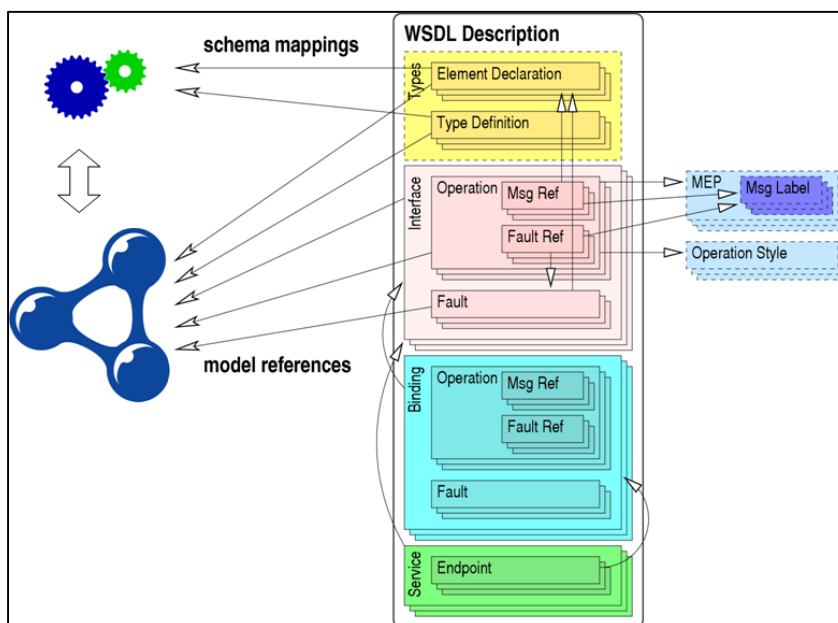 WSDL Description
schema mappings
Types
Element Declaration
Type Definition
Interface
Operation
Msg Ref
Fault Ref
Fault
MEP
Msg Label
Operation Style
model references
Binding
Operation
Msg Ref
Fault Ref
Fault
Service
Endpoint